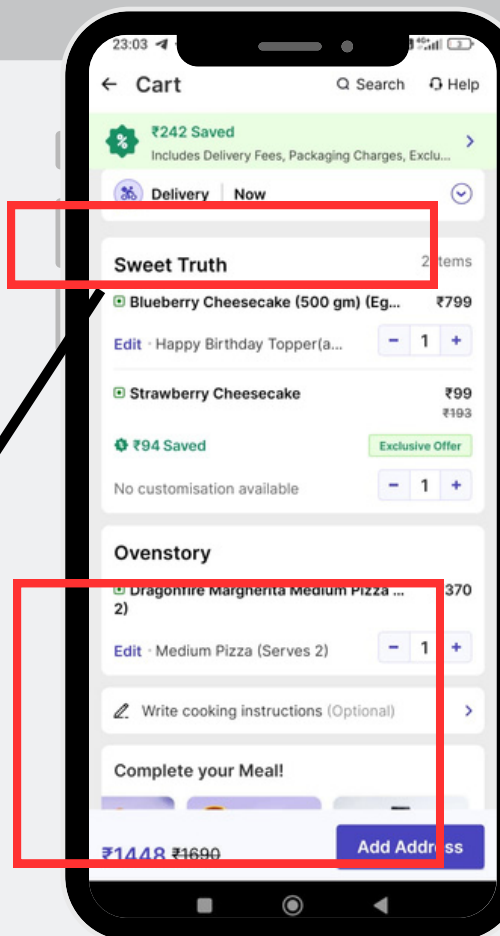 23:03
Cart
Search
Help
₹242 Saved
Includes Delivery Fees, Packaging Charges, Exclu...
Delivery | Now
Sweet Truth
2 items
Blueberry Cheesecake (500 gm) (Eg...
₹799
Edit · Happy Birthday Topper(a...
- 1 +
Strawberry Cheesecake
₹99
₹193
₹94 Saved
Exclusive Offer
No customisation available
- 1 +
Ovenstory
Dragonfire Margherita Medium Pizza ...
370
2)
Edit · Medium Pizza (Serves 2)
- 1 +
Write cooking instructions (Optional)
Complete your Meal!
₹1448 ₹1690
Add Address